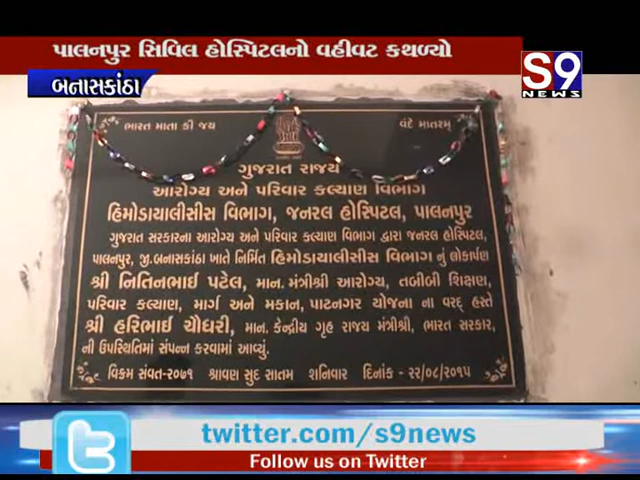 પાલનપુર સિવિલ હોસ્પિટલનો વહીવટ કથળ્યો
બનાસકાંઠા
S9
NEWS
ભારત માતા કી જય
વંદે માતરમ્
ગુજરાત રાજ્ય
આરોગ્ય અને પરિવાર કલ્યાણ વિભાગ
હિમોડાયાલીસીસ વિભાગ, જનરલ હોસ્પિટલ, પાલનપુર
ગુજરાત સરકારના આરોગ્ય અને પરિવાર કલ્યાણ વિભાગ દ્વારા જનરલ હોસ્પિટલ,
પાલનપુર, જી.બનાસકાંઠા ખાતે નિર્મિત હિમોડાયાલીસીસ વિભાગ નું લોકાર્પણ
શ્રી નિતિનભાઈ પટેલ, માન. મંત્રીશ્રી આરોગ્ય, તબીબી શિક્ષણ,
પરિવાર કલ્યાણ, માર્ગ અને મકાન, પાટનગર યોજના ના વરદ્ હસ્તે
શ્રી હરિભાઈ ચૌધરી, માન. કેન્દ્રીય ગૃહ રાજ્ય મંત્રીશ્રી, ભારત સરકાર,
ની ઉપસ્થિતિમાં સંપન્ન કરવામાં આવ્યું.
વિક્રમ સંવત-૨૦૭૧ શ્રાવણ સુદ સાતમ શનિવાર દિનાંક - ૨૨/૦૮/૨૦૧૫
twitter.com/s9news
Follow us on Twitter